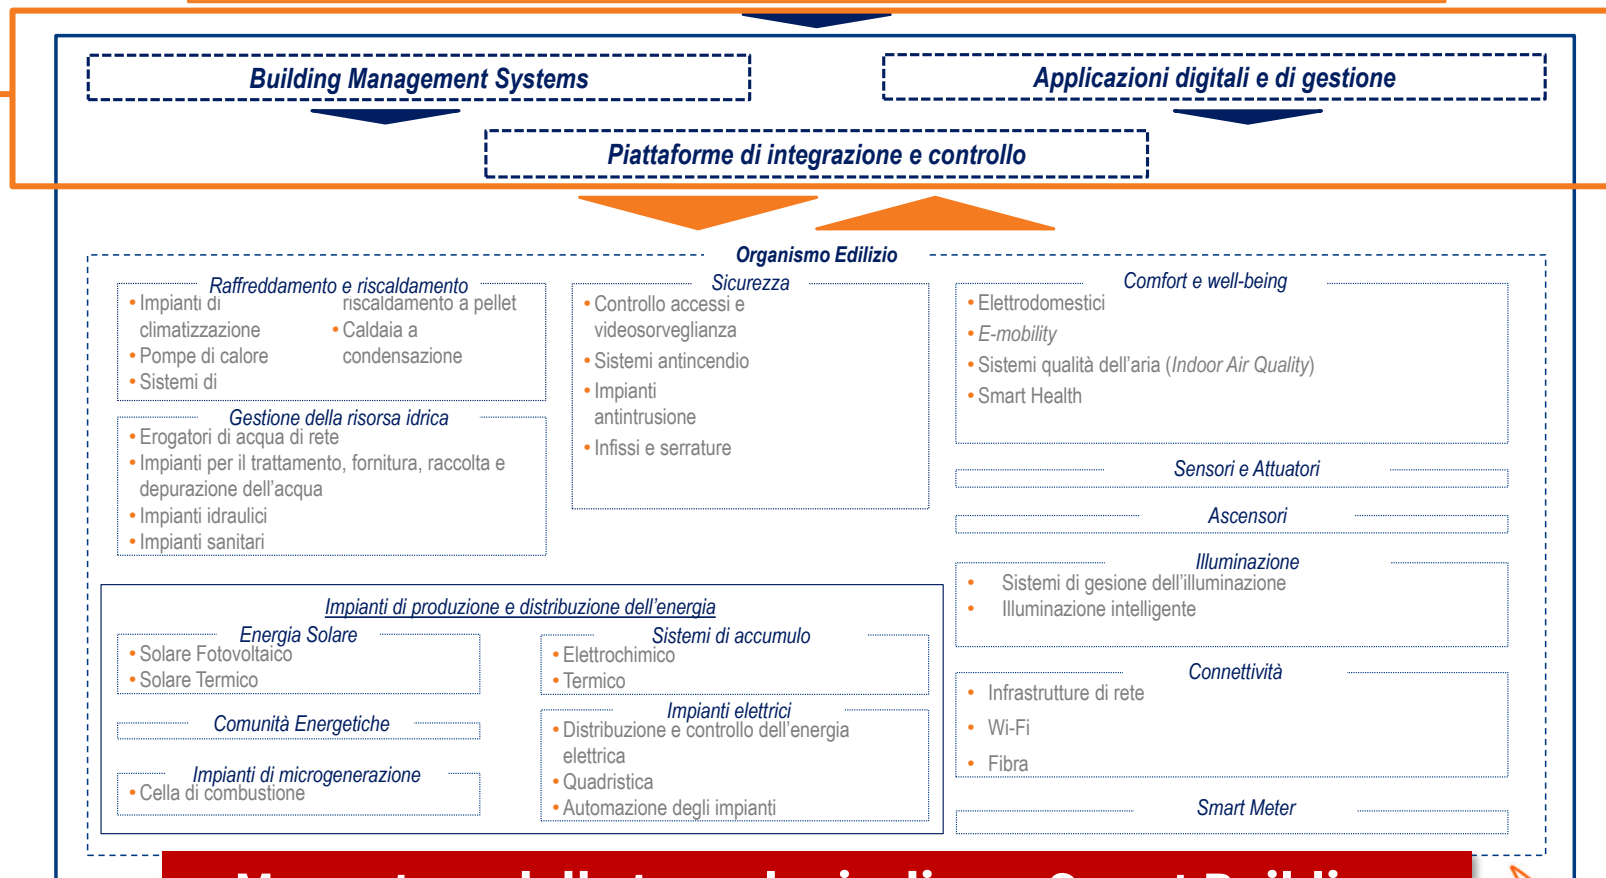 Building Management Systems
Applicazioni digitali e di gestione
Piattaforme di integrazione e controllo
Organismo Edilizio
Raffreddamento e riscaldamento
• Impianti di
climatizzazione
• Pompe di calore
• Sistemi di
riscaldamento a pellet
• Caldaia a
condensazione
Gestione della risorsa idrica
• Erogatori di acqua di rete
• Impianti per il trattamento, fornitura, raccolta e
depurazione dell'acqua
• Impianti idraulici
• Impianti sanitari
Sicurezza
• Controllo accessi e
videosorveglianza
• Sistemi antincendio
• Impianti
antintrusione
• Infissi e serrature
Comfort e well-being
• Elettrodomestici
• E-mobility
• Sistemi qualità dell'aria (Indoor Air Quality)
• Smart Health
Sensori e Attuatori
Ascensori
Illuminazione
• Sistemi di gesione dell'illuminazione
• Illuminazione intelligente
Connettività
• Infrastrutture di rete
• Wi-Fi
• Fibra
Smart Meter
Impianti di produzione e distribuzione dell'energia
Energia Solare
• Solare Fotovoltaico
• Solare Termico
Comunità Energetiche
Impianti di microgenerazione
• Cella di combustione
Sistemi di accumulo
• Elettrochimico
• Termico
Impianti elettrici
• Distribuzione e controllo dell'energia
elettrica
• Quadristica
• Automazione degli impianti